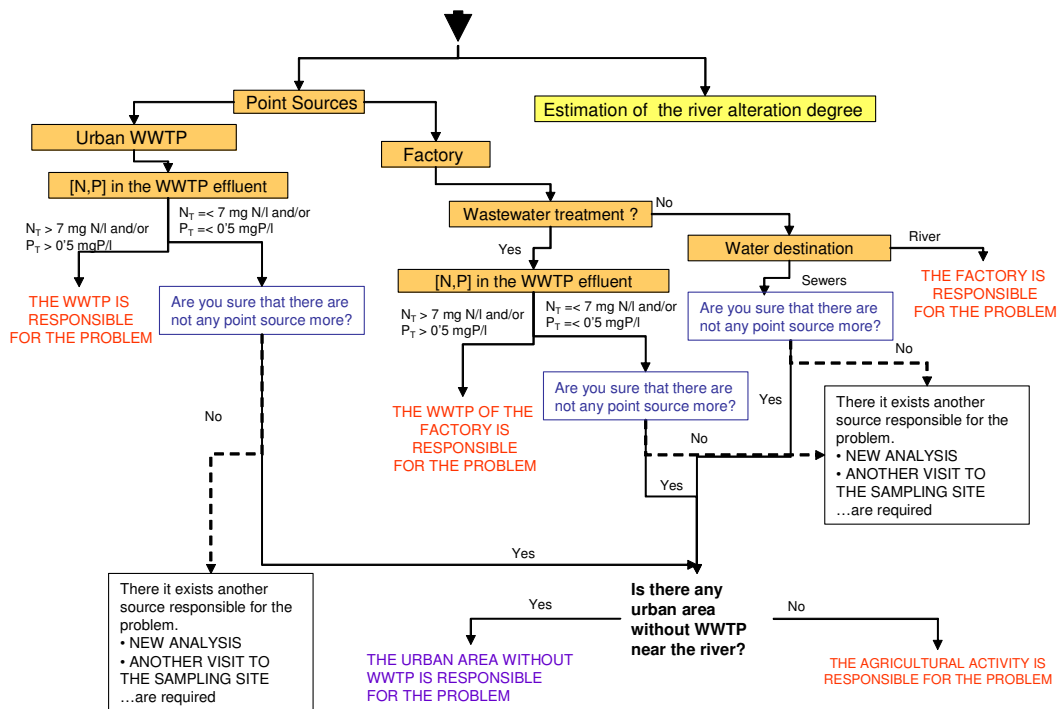 Point Sources
Estimation of the river alteration degree
Urban WWTP
Factory
[N,P] in the WWTP effluent
N_T > 7 mg N/l and/or
P_T > 0'5 mgP/l
N_T =< 7 mg N/l and/or
P_T =< 0'5 mgP/l
Wastewater treatment ?
No
Yes
Water destination
River
Sewers
THE WWTP IS
RESPONSIBLE
FOR THE PROBLEM
Are you sure that there are
not any point source more?
[N,P] in the WWTP effluent
N_T > 7 mg N/l and/or
P_T > 0'5 mgP/l
N_T =< 7 mg N/l and/or
P_T =< 0'5 mgP/l
Are you sure that there are
not any point source more?
THE FACTORY IS
RESPONSIBLE
FOR THE PROBLEM
No
Yes
THE WWTP OF THE
FACTORY IS
RESPONSIBLE
FOR THE PROBLEM
Are you sure that there are
not any point source more?
No
Yes
There it exists another
source responsible for the
problem.
• NEW ANALYSIS
• ANOTHER VISIT TO
THE SAMPLING SITE
…are required
No
Yes
There it exists another
source responsible for the
problem.
• NEW ANALYSIS
• ANOTHER VISIT TO
THE SAMPLING SITE
…are required
Is there any
urban area
without WWTP
near the river?
Yes
No
THE URBAN AREA WITHOUT
WWTP IS RESPONSIBLE
FOR THE PROBLEM
THE AGRICULTURAL ACTIVITY IS
RESPONSIBLE FOR THE PROBLEM